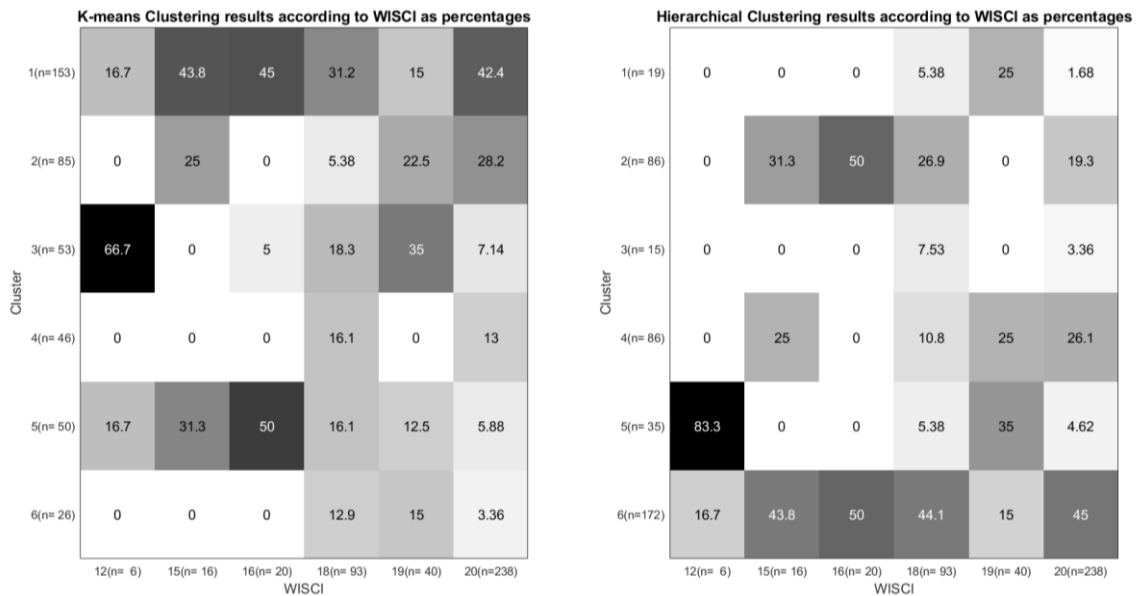 K-means Clustering results according to WISCI as percentages
1(n=153) 16.7 43.8 45 31.2 15 42.4
2(n= 85) 0 25 0 5.38 22.5 28.2
3(n= 53) 66.7 0 5 18.3 35 7.14
4(n= 46) 0 0 0 16.1 0 13
5(n= 50) 16.7 31.3 50 16.1 12.5 5.88
6(n= 26) 0 0 0 12.9 15 3.36
Cluster
12(n= 6) 15(n= 16) 16(n= 20) 18(n= 93) 19(n= 40) 20(n=238)
WISCI
Hierarchical Clustering results according to WISCI as percentages
1(n= 19) 0 0 0 5.38 25 1.68
2(n= 86) 0 31.3 50 26.9 0 19.3
3(n= 15) 0 0 0 7.53 0 3.36
4(n= 86) 0 25 0 10.8 25 26.1
5(n= 35) 83.3 0 0 5.38 35 4.62
6(n=172) 16.7 43.8 50 44.1 15 45
Cluster
12(n= 6) 15(n= 16) 16(n= 20) 18(n= 93) 19(n= 40) 20(n=238)
WISCI